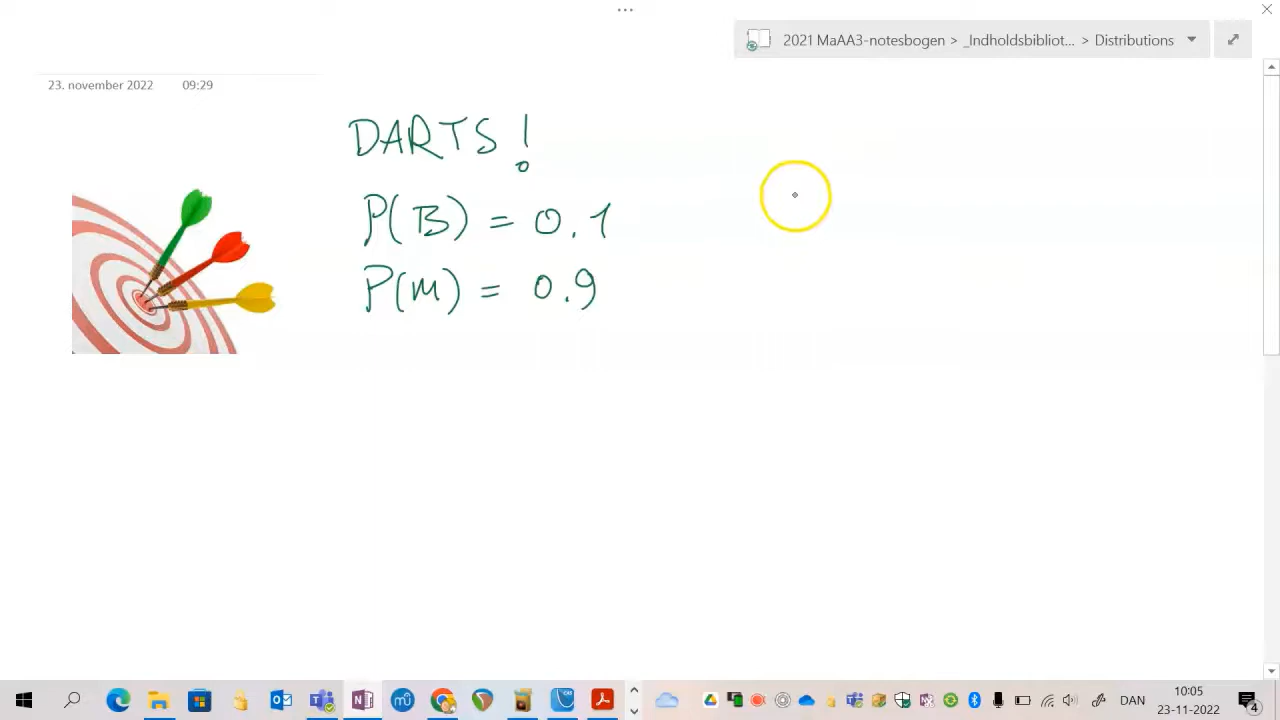 2021 MaAA3-notesbogen > _Indholdsbibliot... > Distributions
23. november 2022 09:29
DARTS!
P(B) = 0.1
P(M) = 0.9
DAN
10:05
23-11-2022
4